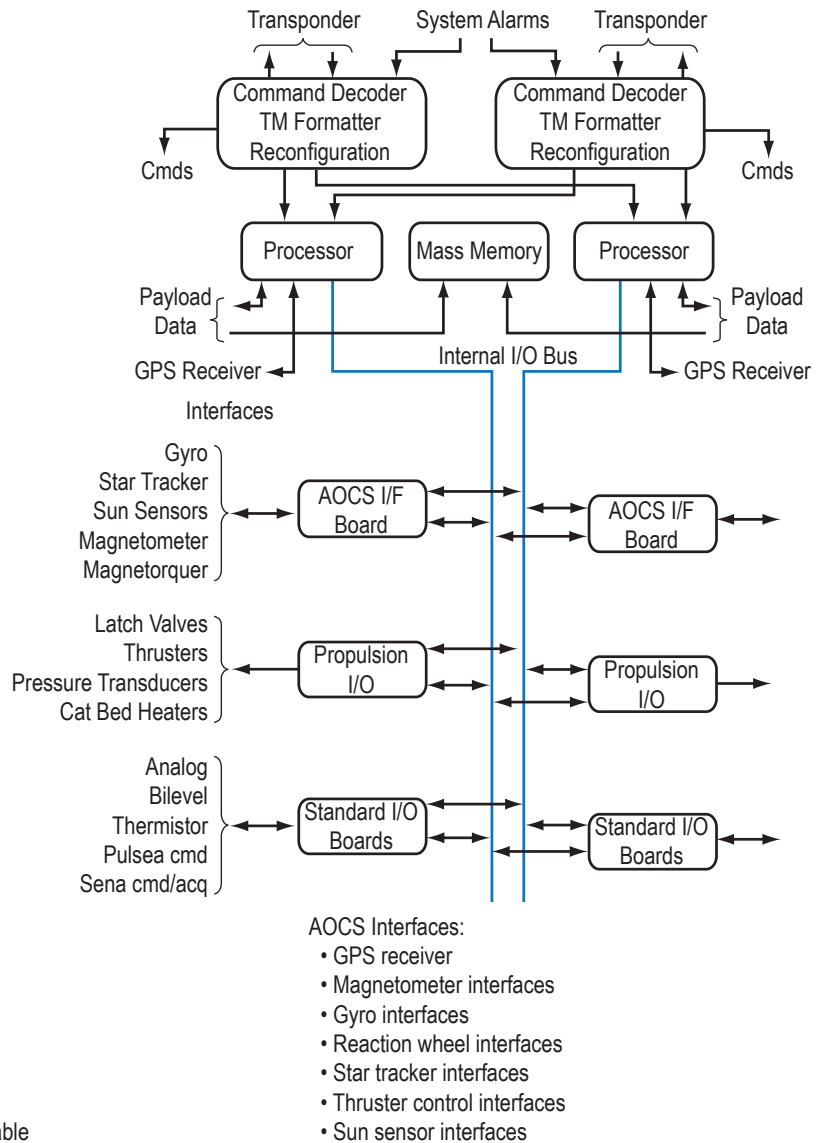 Transponder
System Alarms
Transponder
Command Decoder
TM Formatter
Reconfiguration
Command Decoder
TM Formatter
Reconfiguration
Cmds
Cmds
Processor
Mass Memory
Processor
Payload
Data
Payload
Data
Internal I/O Bus
GPS Receiver
GPS Receiver
Interfaces
Gyro
Star Tracker
Sun Sensors
Magnetometer
Magnetorquer
AOCS I/F
Board
AOCS I/F
Board
Latch Valves
Thrusters
Pressure Transducers
Cat Bed Heaters
Propulsion
I/O
Propulsion
I/O
Analog
Bilevel
Thermistor
Pulsea cmd
Sena cmd/acq
Standard I/O
Boards
Standard I/O
Boards
AOCS Interfaces:
• GPS receiver
• Magnetometer interfaces
• Gyro interfaces
• Reaction wheel interfaces
• Star tracker interfaces
• Thruster control interfaces
• Sun sensor interfaces